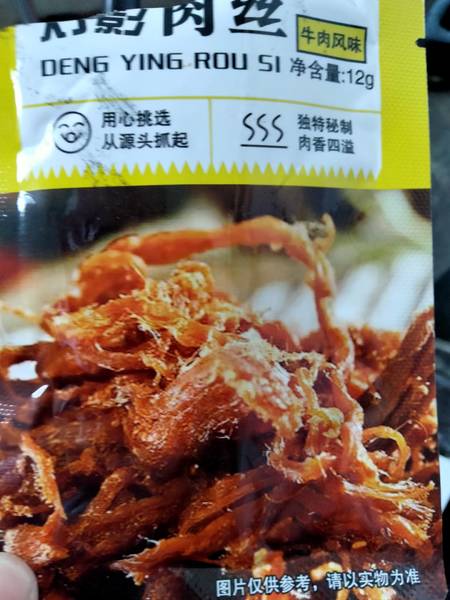 灯影肉丝
牛肉风味
DENG YING ROU SI 净含量:12g
用心挑选
从源头抓起
独特秘制
肉香四溢
图片仅供参考，请以实物为准